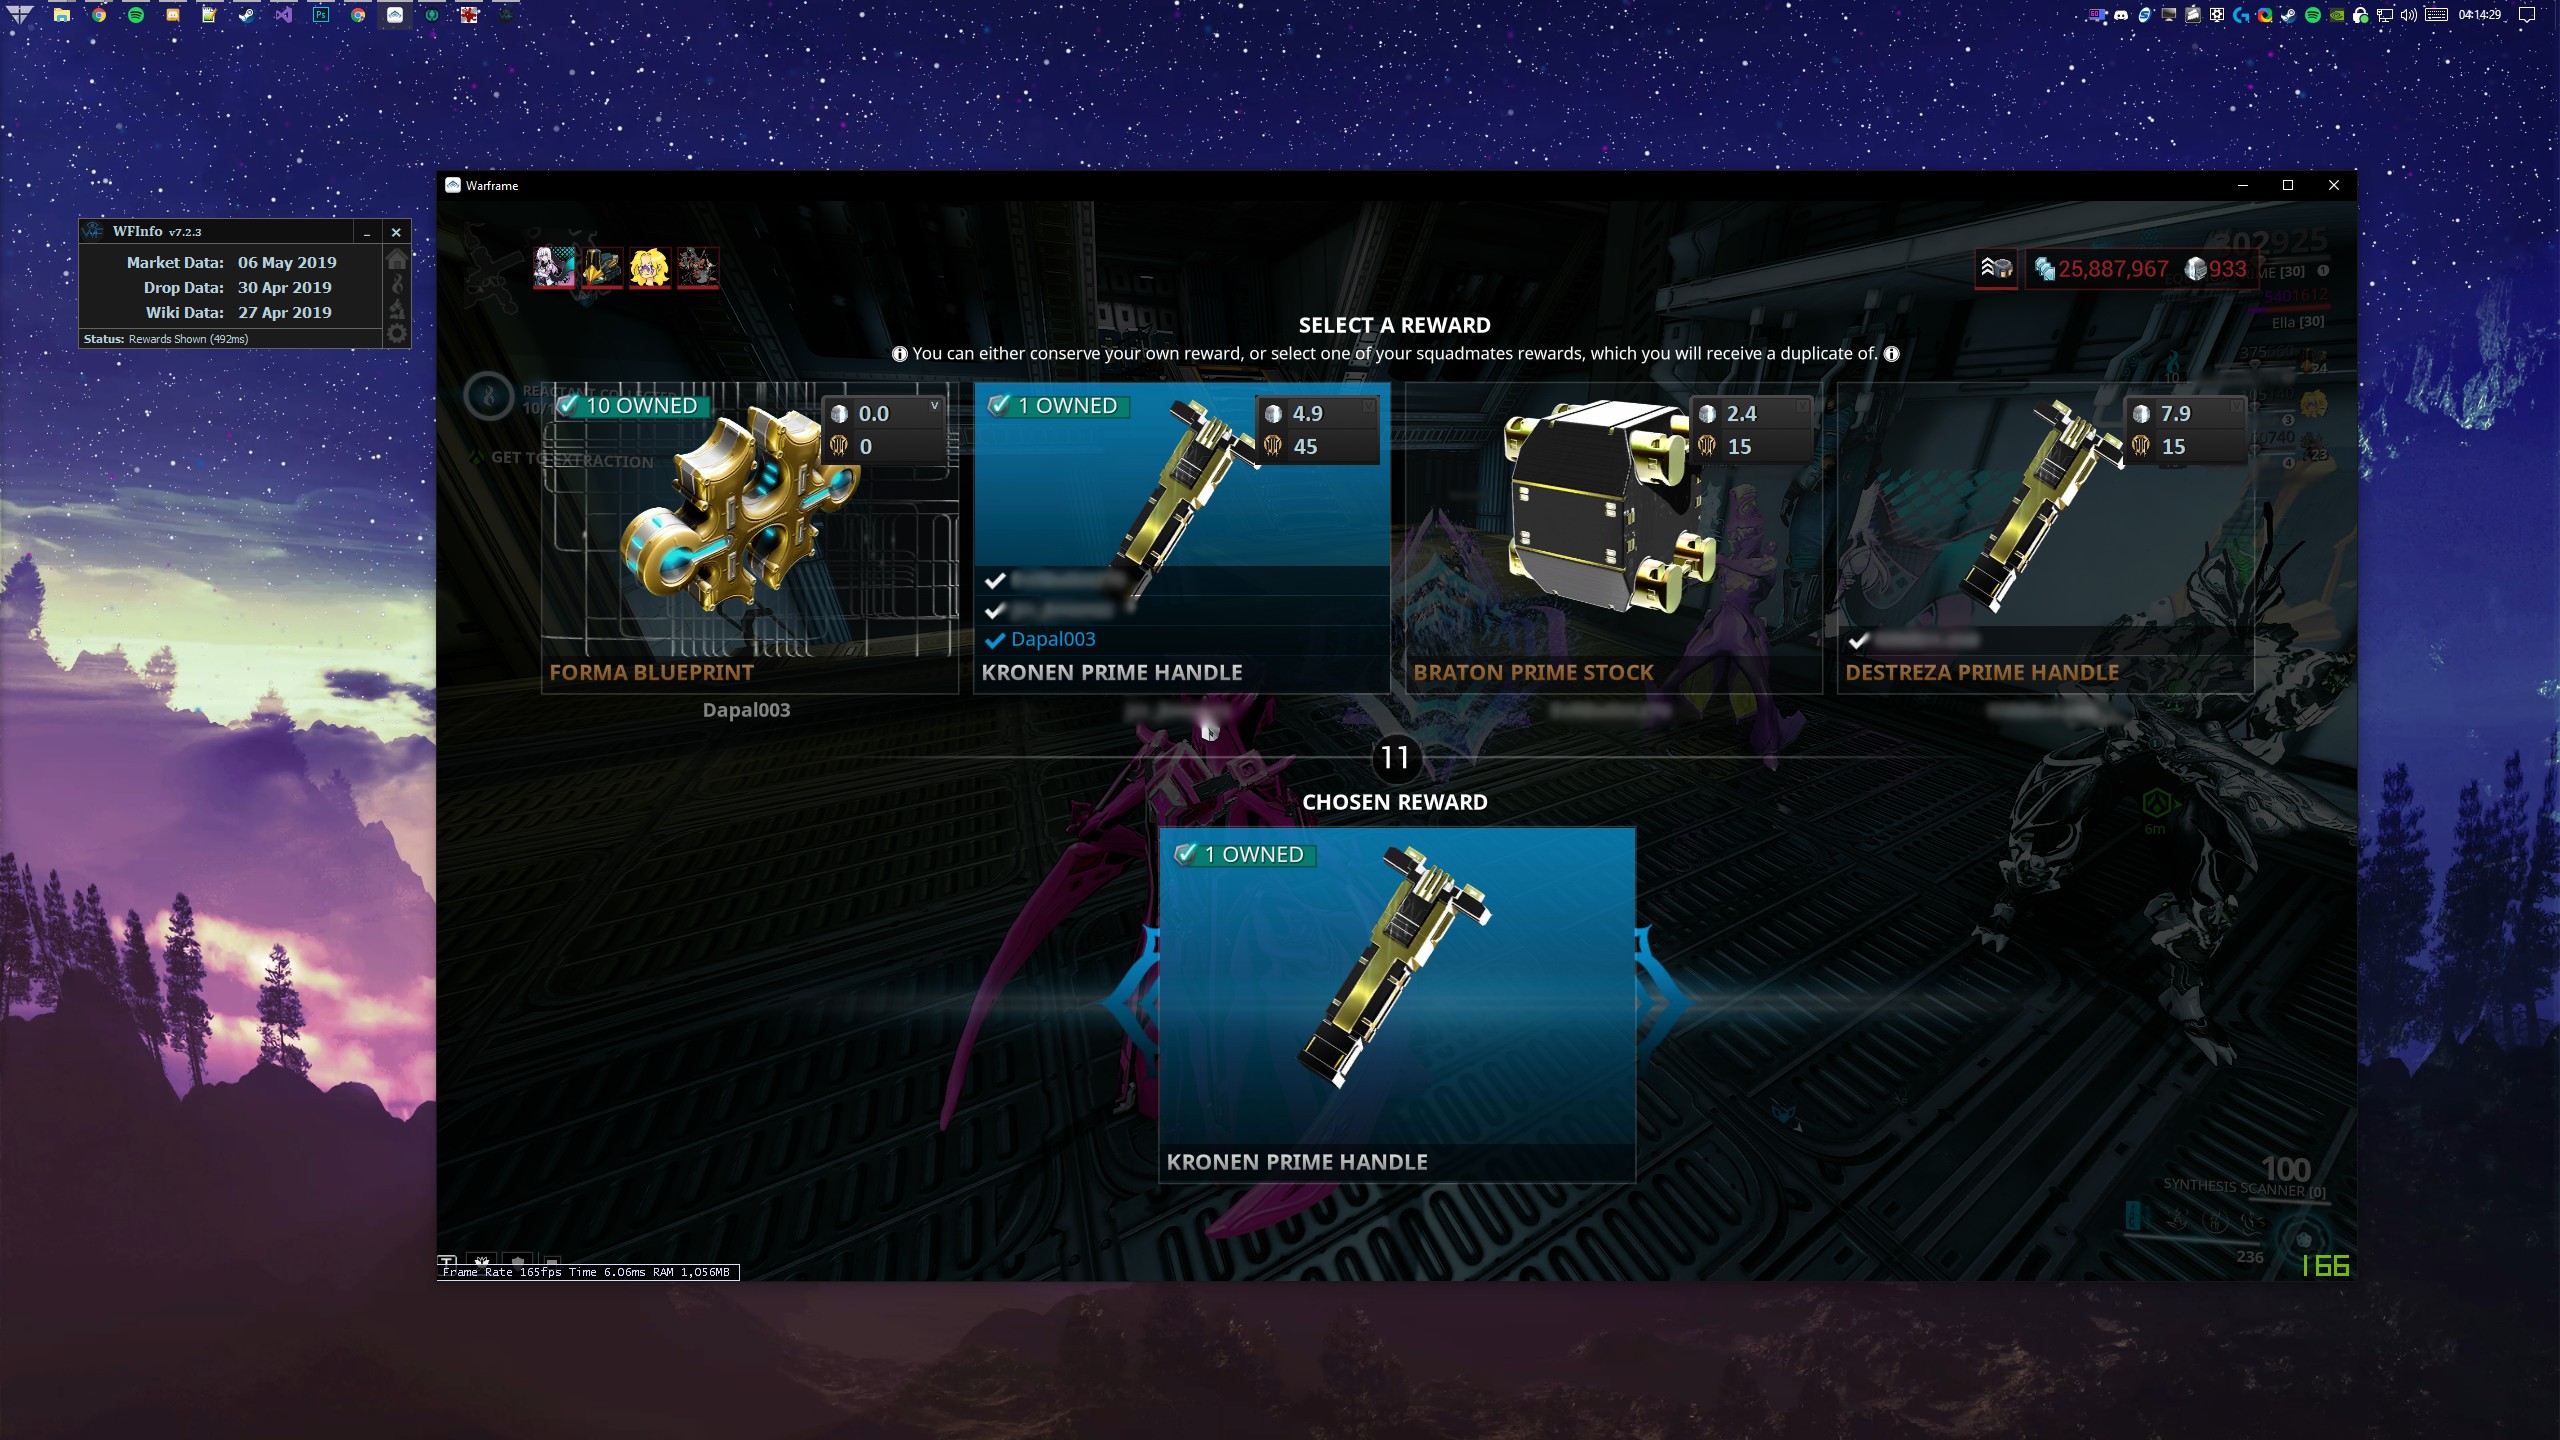 04:14:29
Warframe
WFInfo v7.2.3
Market Data: 06 May 2019
Drop Data: 30 Apr 2019
Wiki Data: 27 Apr 2019
Status: Rewards Shown (492ms)
302925
25,887,967 933
ME [30]
5401612
Ella [30]
SELECT A REWARD
You can either conserve your own reward, or select one of your squadmates rewards, which you will receive a duplicate of.
GET TO EXTRACTION
10 OWNED
0.0 V
0
FORMA BLUEPRINT
Dapal003
1 OWNED
4.9
45
Dapal003
KRONEN PRIME HANDLE
2.4
15
BRATON PRIME STOCK
7.9
15
DESTREZA PRIME HANDLE
11
CHOSEN REWARD
1 OWNED
KRONEN PRIME HANDLE
6m
100
SYNTHESIS SCANNER [0]
236
166
Frame Rate 165fps Time 6.06ms RAM 1,056MB